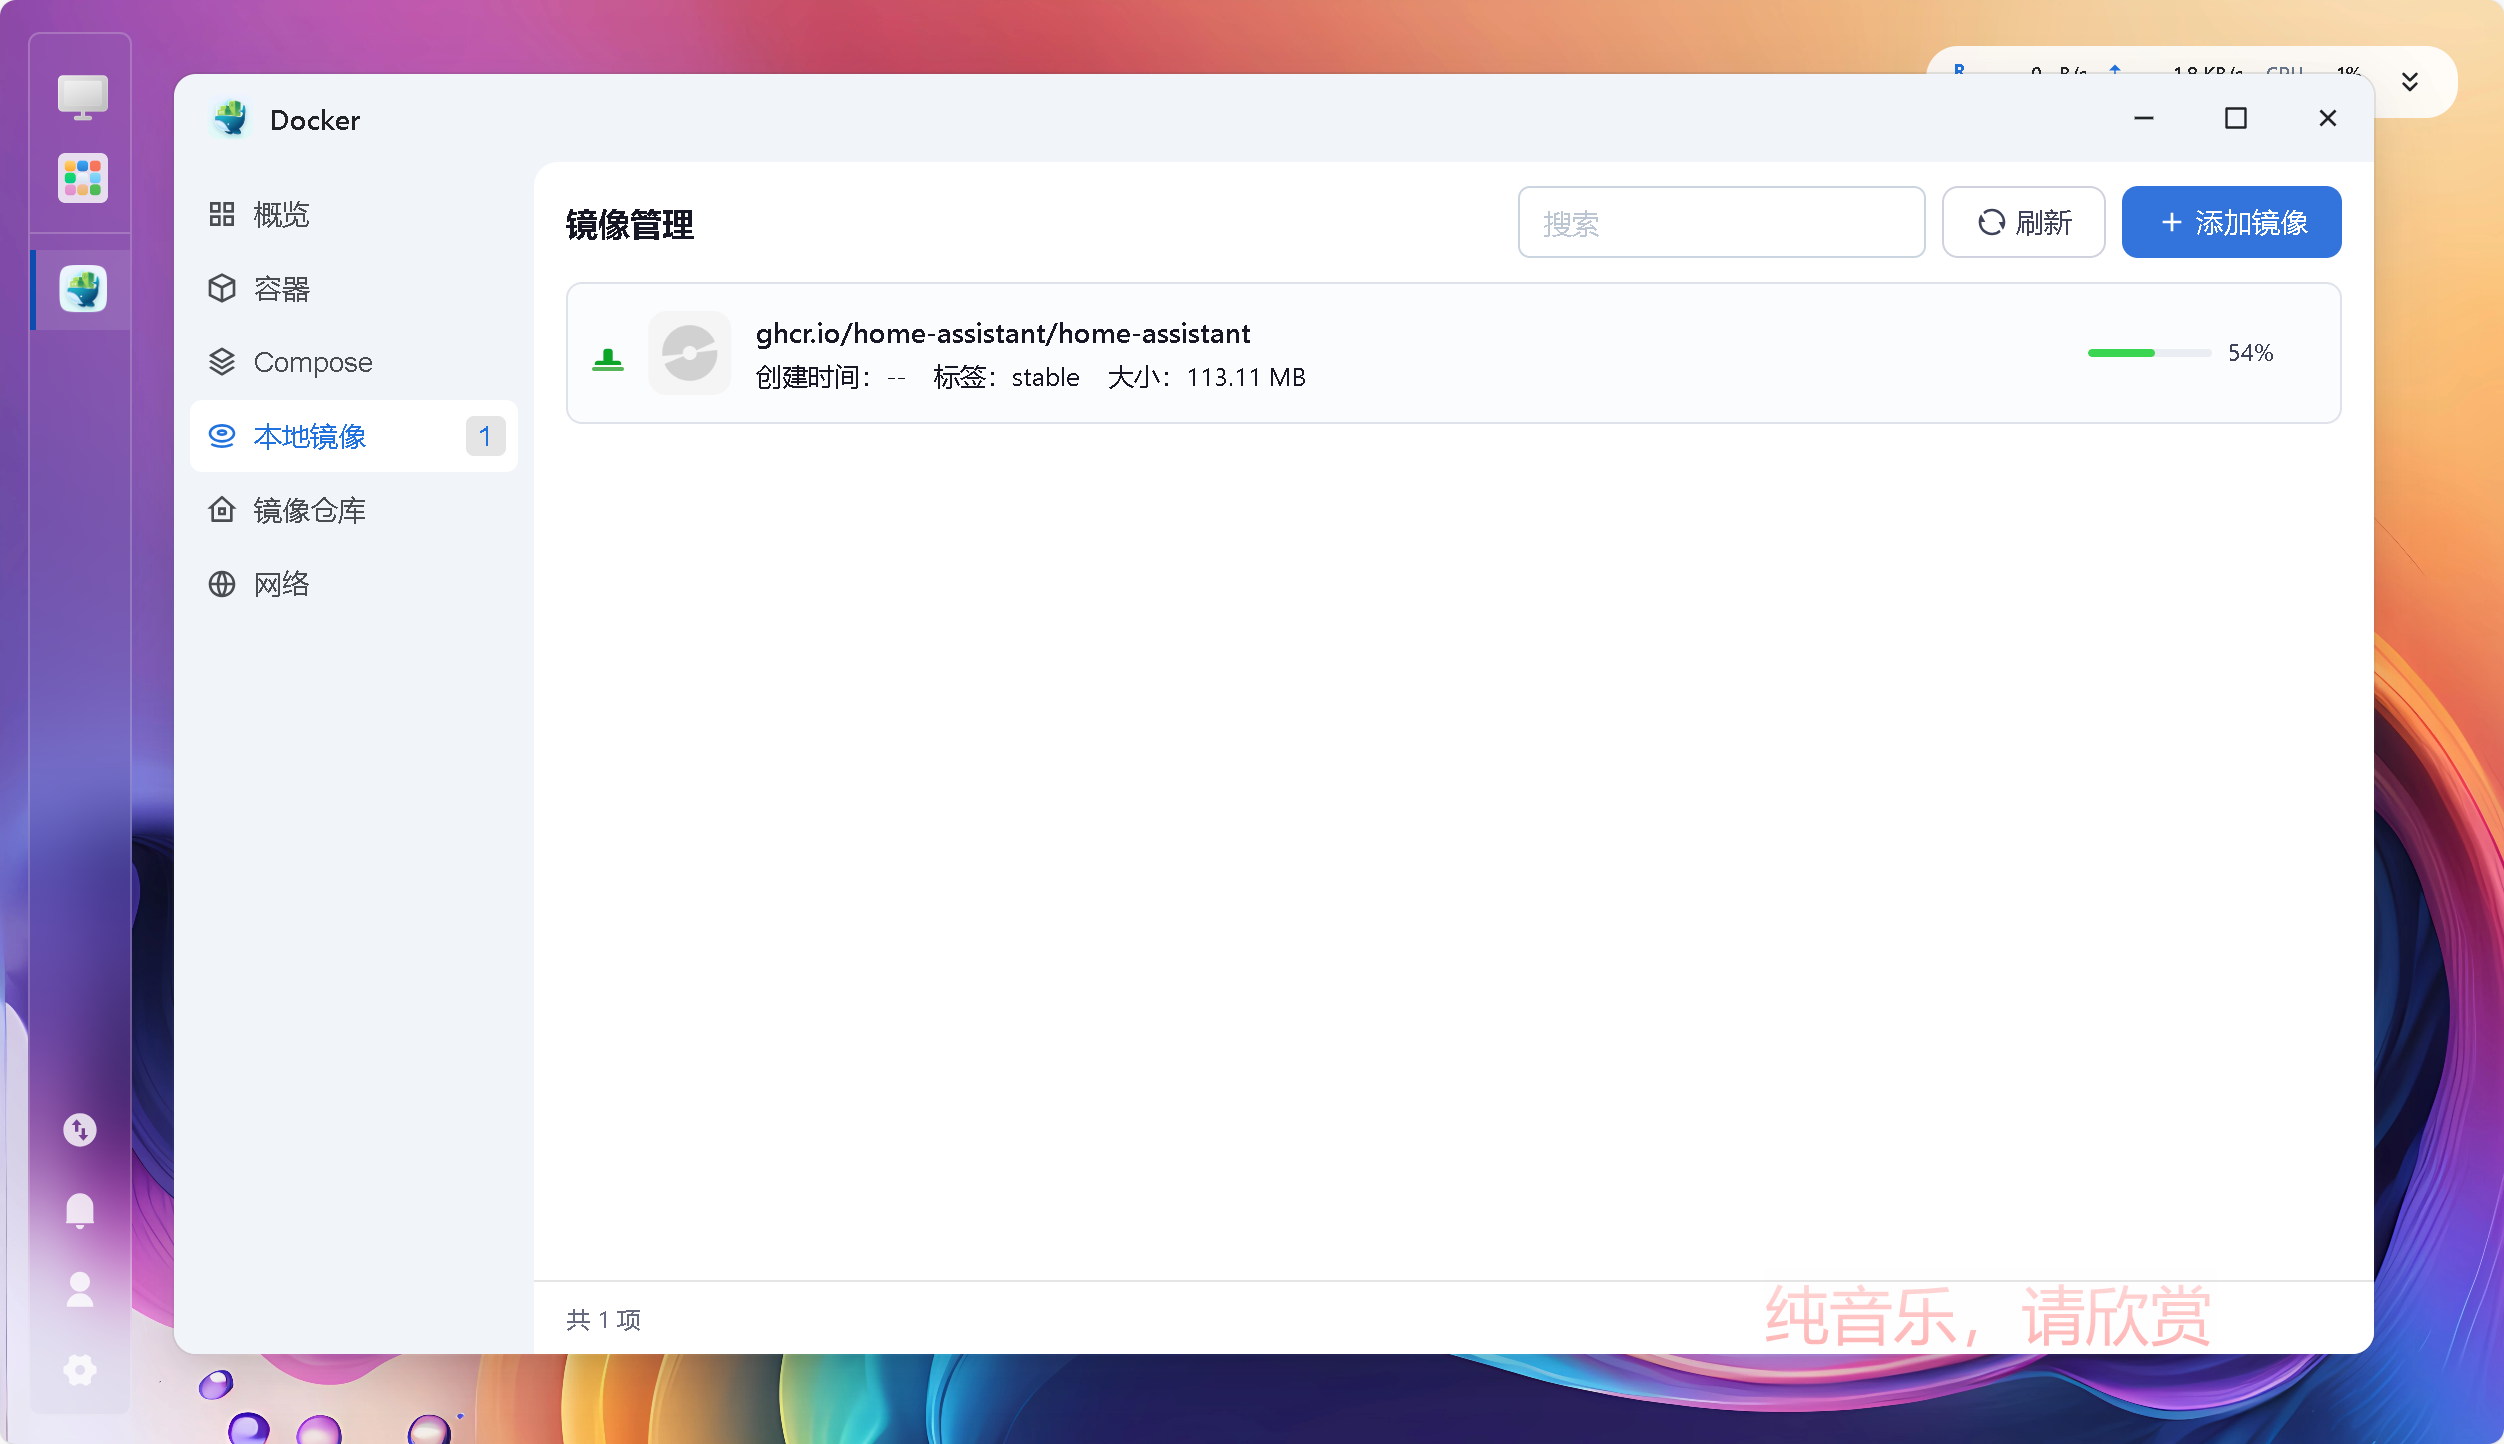 Docker
概览
容器
Compose
本地镜像 1
镜像仓库
网络
镜像管理
搜索
刷新
添加镜像
ghcr.io/home-assistant/home-assistant
创建时间： -- 标签：stable 大小：113.11 MB
54%
共 1 项
纯音乐，请欣赏